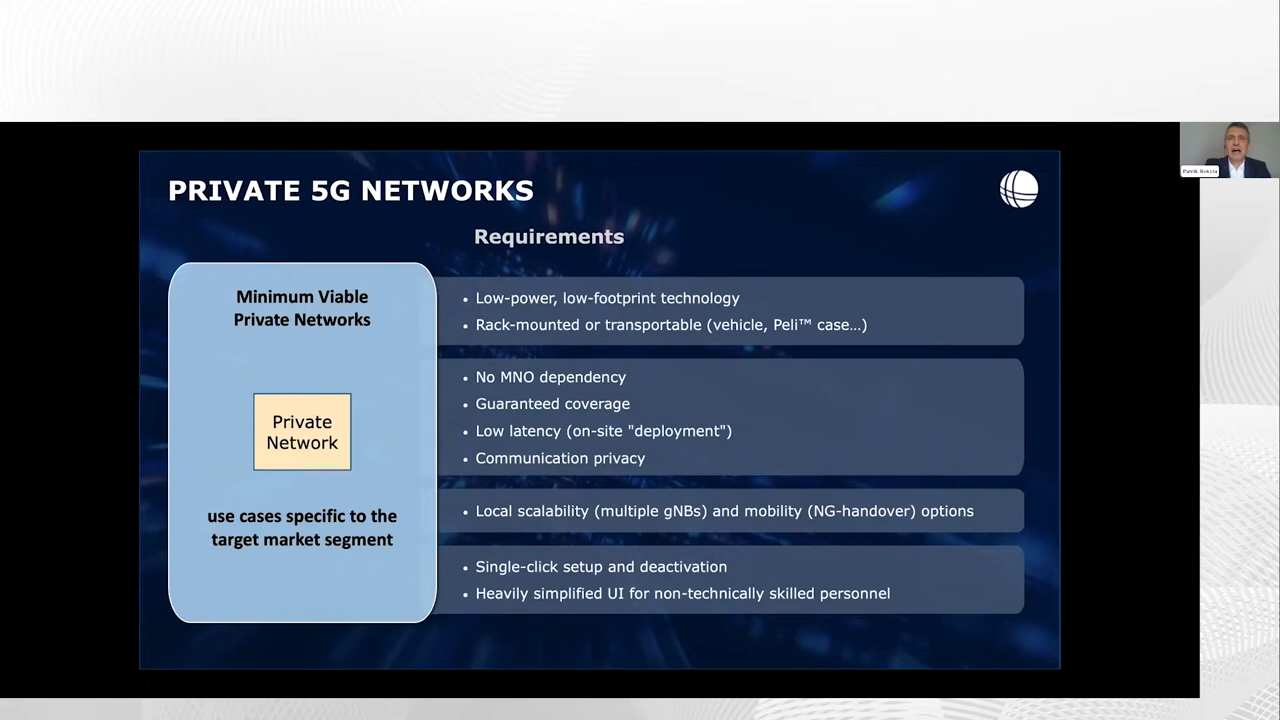 PRIVATE 5G NETWORKS
Requirements
Minimum Viable
Private Networks
Private
Network
use cases specific to the
target market segment
• Low-power, low-footprint technology
• Rack-mounted or transportable (vehicle, Peli™ case…)
• No MNO dependency
• Guaranteed coverage
• Low latency (on-site "deployment")
• Communication privacy
• Local scalability (multiple gNBs) and mobility (NG-handover) options
• Single-click setup and deactivation
• Heavily simplified UI for non-technically skilled personnel
Patrik Rokyta